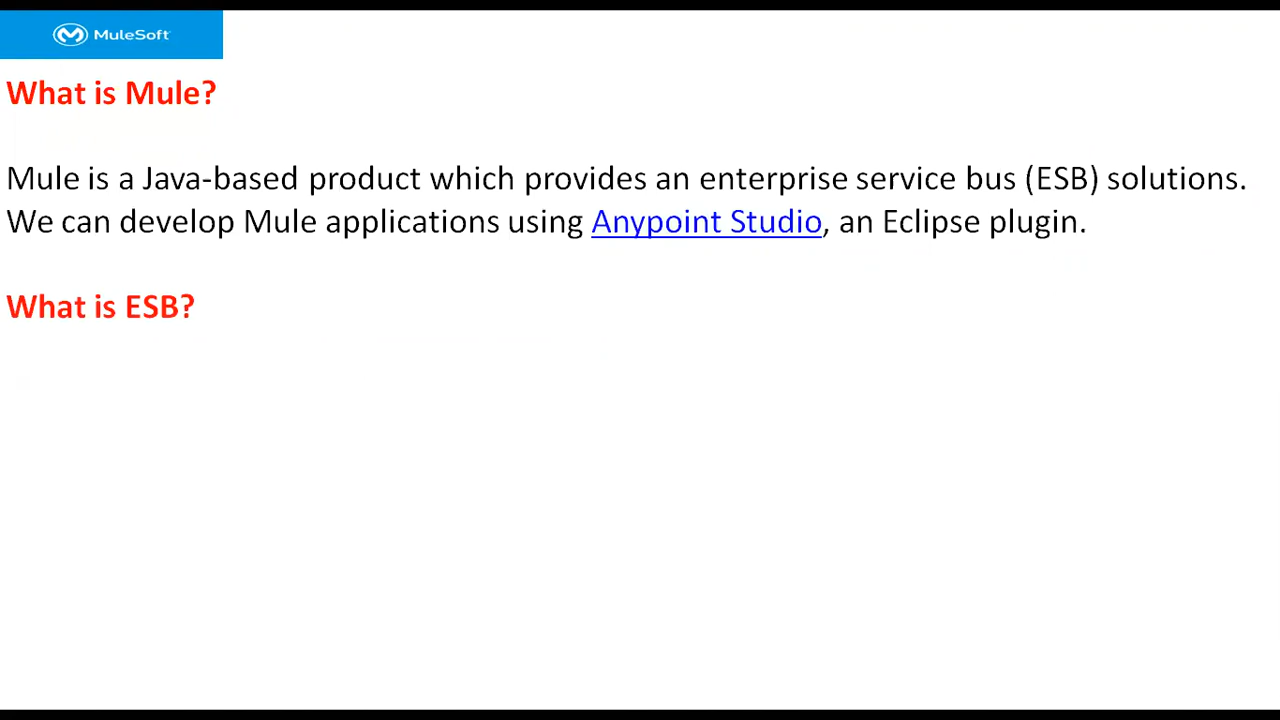 MuleSoft
What is Mule?
Mule is a Java-based product which provides an enterprise service bus (ESB) solutions.
We can develop Mule applications using Anypoint Studio, an Eclipse plugin.
What is ESB?